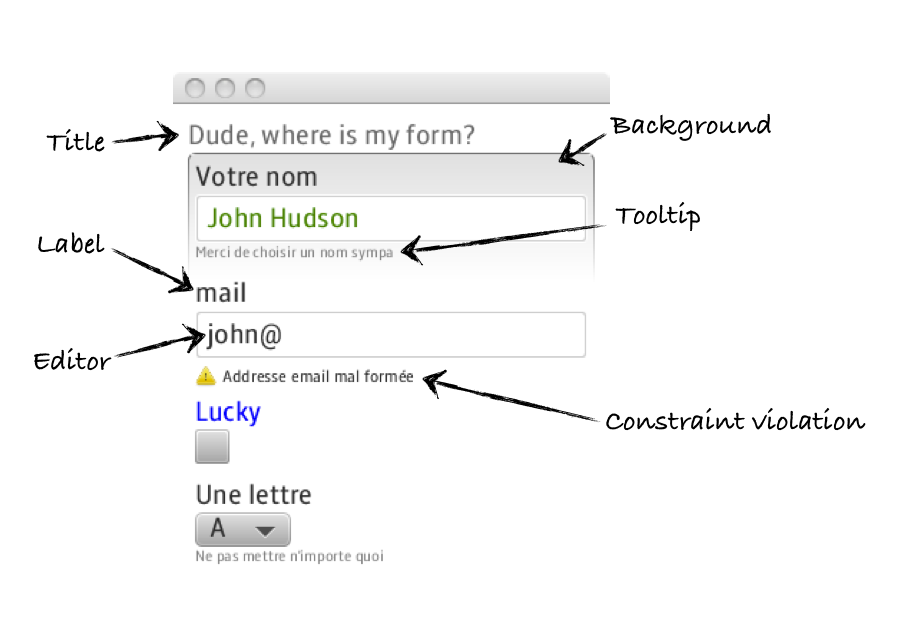 Title
Dude, where is my form?
Background
Votre nom
John Hudson
Tooltip
Merci de choisir un nom sympa
Label
mail
john@
Editor
Addresse email mal formée
Constraint violation
Lucky
Une lettre
A
Ne pas mettre n'importe quoi